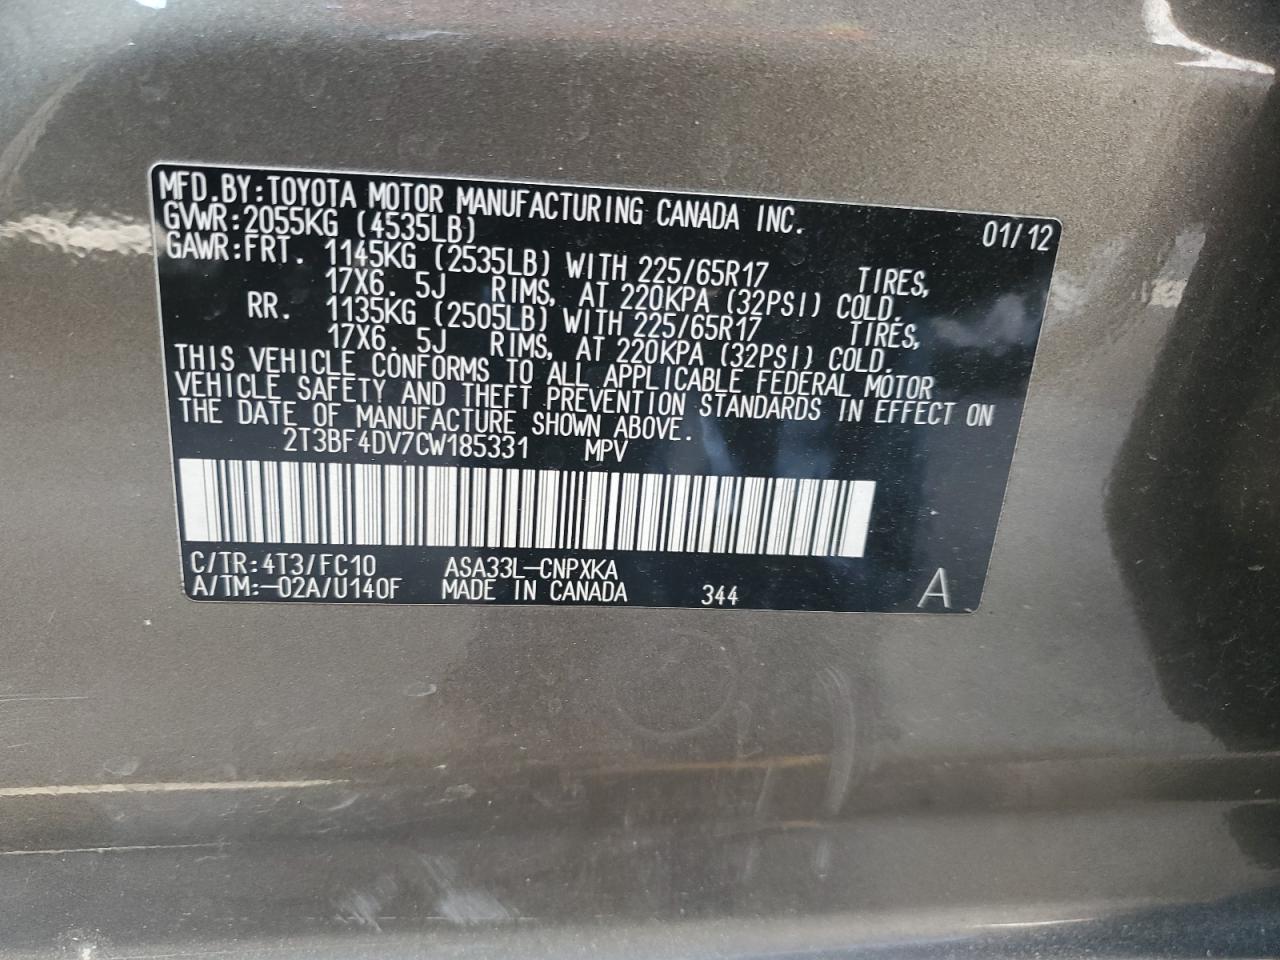 MFD.BY:TOYOTA MOTOR MANUFACTURING CANADA INC. 01/12
GVWR:2055KG (4535LB)
GAWR:FRT. 1145KG (2535LB) WITH 225/65R17 TIRES,
17X6.5J RIMS, AT 220KPA (32PSI) COLD.
RR. 1135KG (2505LB) WITH 225/65R17 TIRES,
17X6.5J RIMS, AT 220KPA (32PSI) COLD.
THIS VEHICLE CONFORMS TO ALL APPLICABLE FEDERAL MOTOR
VEHICLE SAFETY AND THEFT PREVENTION STANDARDS IN EFFECT ON
THE DATE OF MANUFACTURE SHOWN ABOVE.
2T3BF4DV7CW185331 MPV
C/TR:4T3/FC10 ASA33L-CNPXKA
A/TM:-02A/U140F MADE IN CANADA 344 A